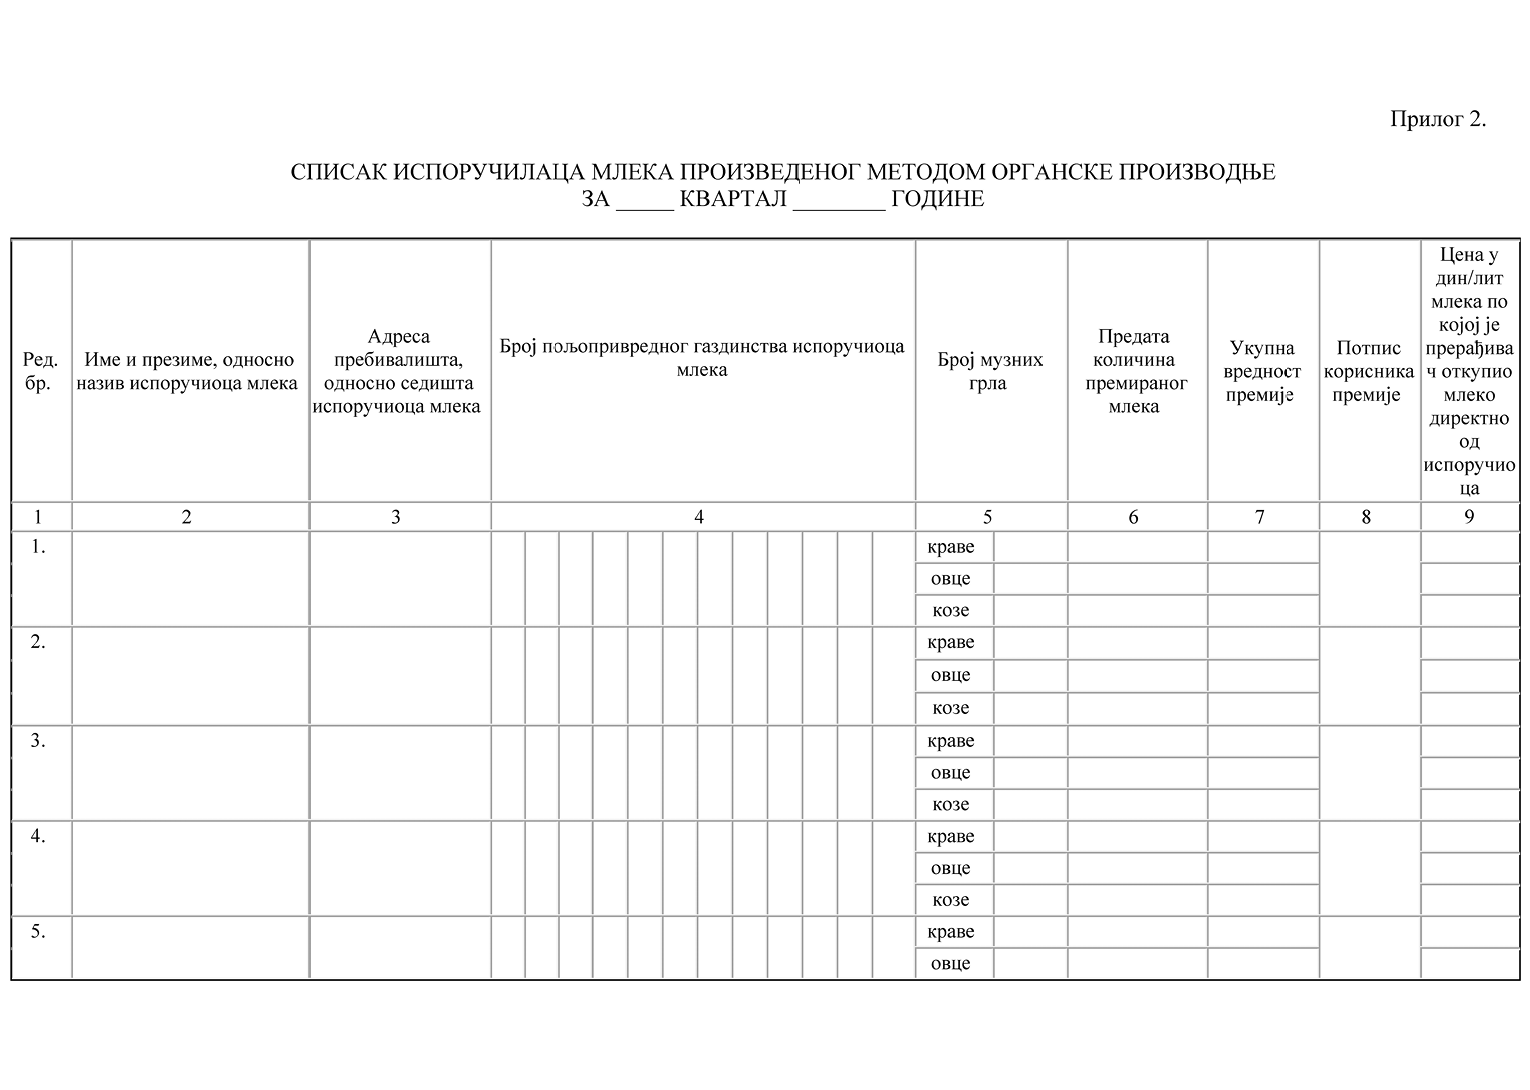 Прилог 2.
СПИСАК ИСПОРУЧИЛАЦА МЛЕКА ПРОИЗВЕДЕНОГ МЕТОДОМ ОРГАНСКЕ ПРОИЗВОДЊЕ
ЗА _____ КВАРТАЛ ________ ГОДИНЕ
Ред.
бр.
Име и презиме, односно
назив испоручиоца млека
Адреса
пребивалишта,
односно седишта
испоручиоца млека
Број пољопривредног газдинства испоручиоца
млека
Број музних
грла
Предата
количина
премираног
млека
Укупна
вредност
премије
Потпис
корисника
премије
Цена у
дин/лит
млека по
којој је
прерађива
ч откупио
млеко
директно
од
испоручио
ца
1 2 3 4 5 6 7 8 9
1. краве
овце
козе
2. краве
овце
козе
3. краве
овце
козе
4. краве
овце
козе
5. краве
овце